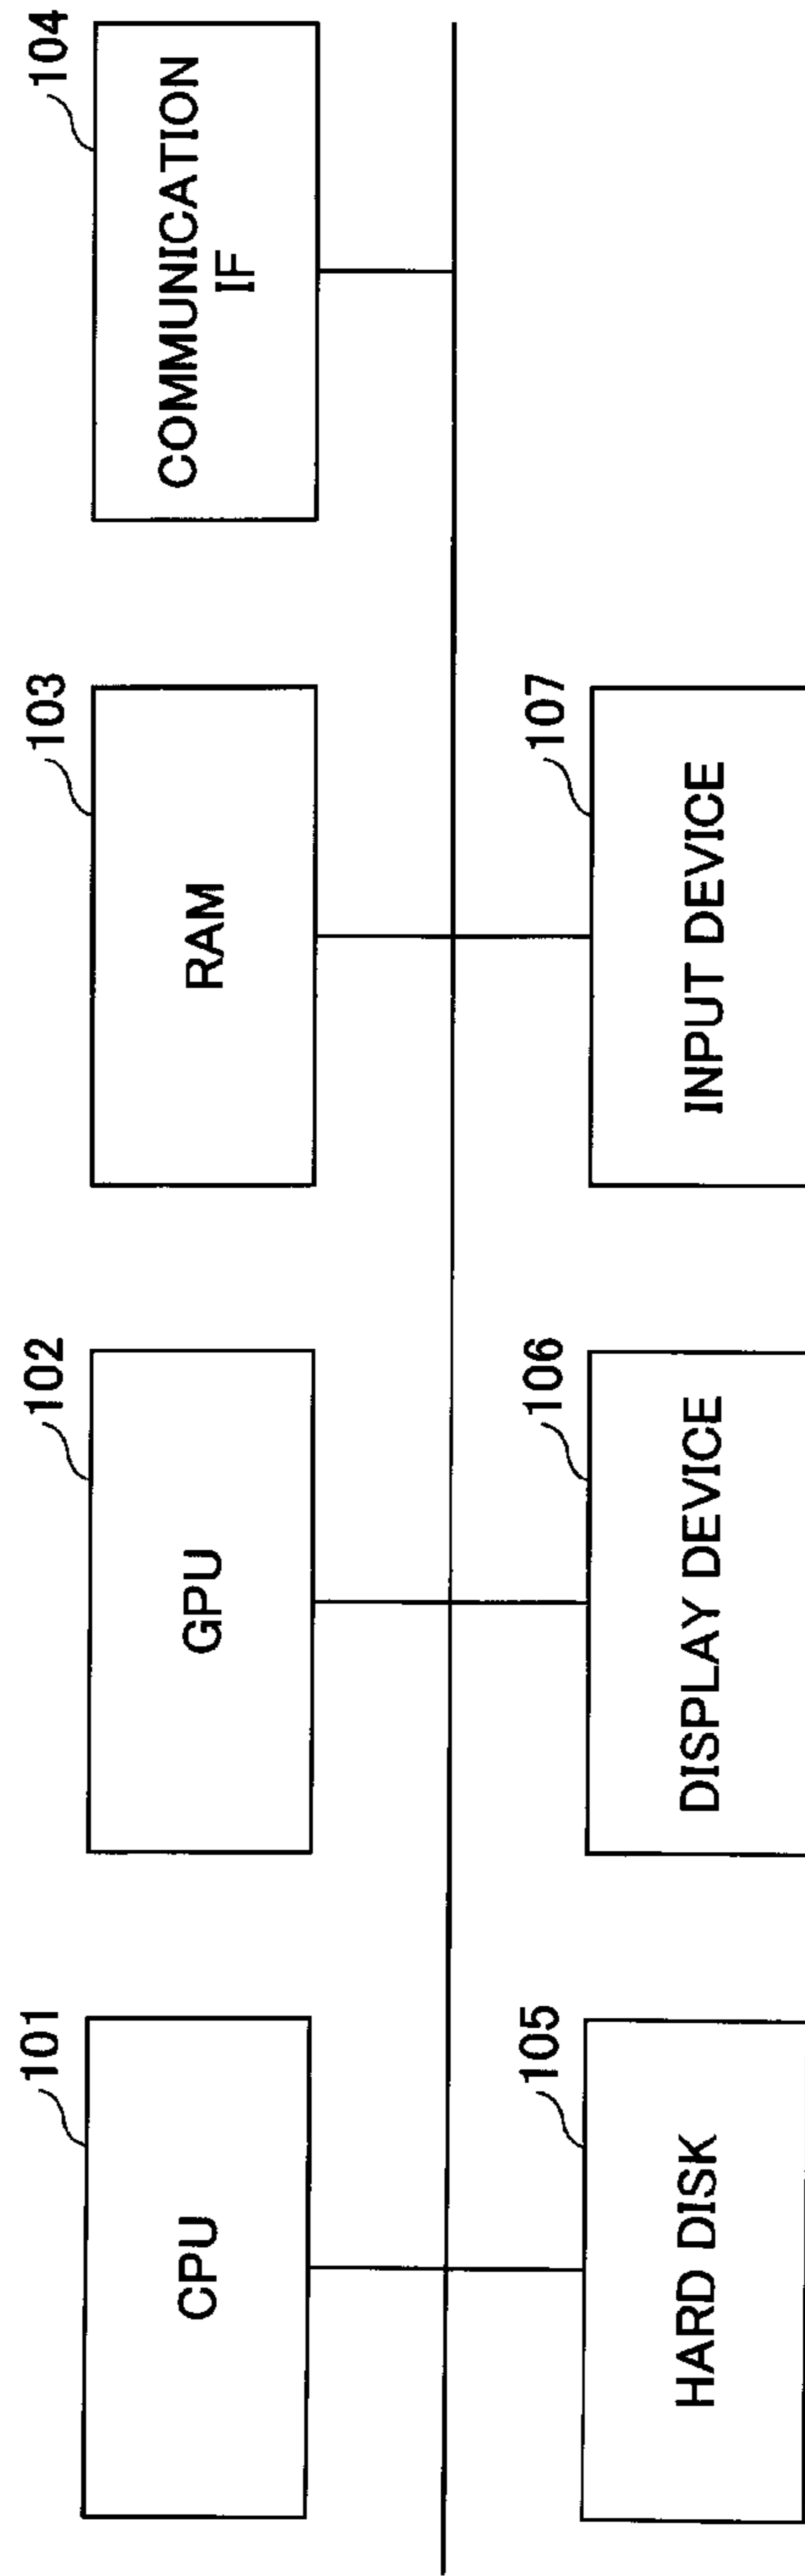 101
CPU
102
GPU
103
RAM
104
COMMUNICATION
IF
105
HARD DISK
106
DISPLAY DEVICE
107
INPUT DEVICE